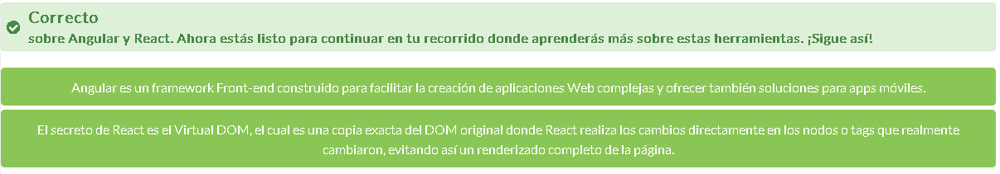 Correcto
sobre Angular y React. Ahora estás listo para continuar en tu recorrido donde aprenderás más sobre estas herramientas. ¡Sigue así!
Angular es un framework Front-end construido para facilitar la creación de aplicaciones Web complejas y ofrecer también soluciones para apps móviles.
El secreto de React es el Virtual DOM, el cual es una copia exacta del DOM original donde React realiza los cambios directamente en los nodos o tags que realmente
cambiaron, evitando así un renderizado completo de la página.